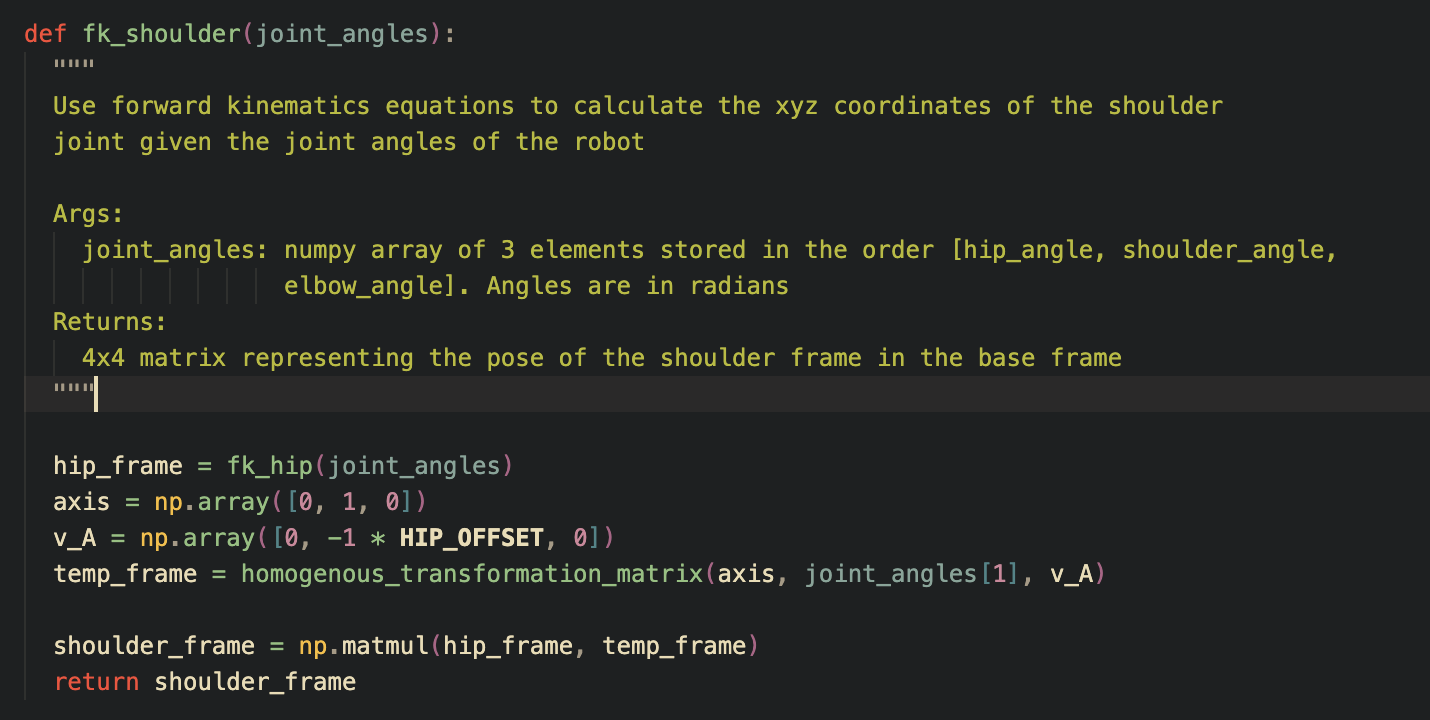 def fk_shoulder(joint_angles):
  """
  Use forward kinematics equations to calculate the xyz coordinates of the shoulder
  joint given the joint angles of the robot

  Args:
    joint_angles: numpy array of 3 elements stored in the order [hip_angle, shoulder_angle,
                  elbow_angle]. Angles are in radians
  Returns:
    4x4 matrix representing the pose of the shoulder frame in the base frame
  """

  hip_frame = fk_hip(joint_angles)
  axis = np.array([0, 1, 0])
  v_A = np.array([0, -1 * HIP_OFFSET, 0])
  temp_frame = homogenous_transformation_matrix(axis, joint_angles[1], v_A)

  shoulder_frame = np.matmul(hip_frame, temp_frame)
  return shoulder_frame